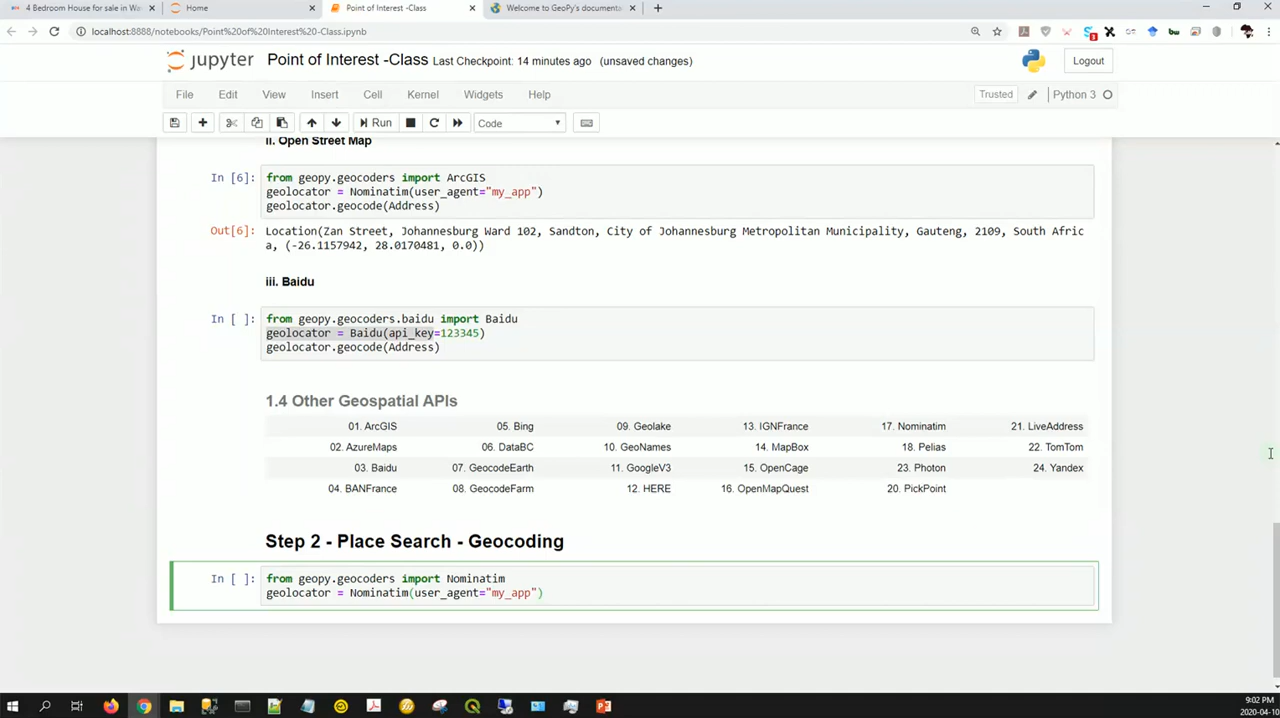 4 Bedroom House for sale in Wa
Home
Point of Interest -Class
Welcome to GeoPy's documenta
localhost:8888/notebooks/Point%20of%20Interest%20-Class.ipynb
jupyter Point of Interest -Class Last Checkpoint: 14 minutes ago (unsaved changes)
Logout
File Edit View Insert Cell Kernel Widgets Help
Trusted
Python 3
Run
Code
ii. Open Street Map
In [6]: from geopy.geocoders import ArcGIS
geolocator = Nominatim(user_agent="my_app")
geolocator.geocode(Address)
Out[6]: Location(Zan Street, Johannesburg Ward 102, Sandton, City of Johannesburg Metropolitan Municipality, Gauteng, 2109, South Afric
a, (-26.1157942, 28.0170481, 0.0))
iii. Baidu
In [ ]: from geopy.geocoders.baidu import Baidu
geolocator = Baidu(api_key=123345)
geolocator.geocode(Address)
1.4 Other Geospatial APIs
01. ArcGIS 05. Bing 09. Geolake 13. IGNFrance 17. Nominatim 21. LiveAddress
02. AzureMaps 06. DataBC 10. GeoNames 14. MapBox 18. Pelias 22. TomTom
03. Baidu 07. GeocodeEarth 11. GoogleV3 15. OpenCage 23. Photon 24. Yandex
04. BANFrance 08. GeocodeFarm 12. HERE 16. OpenMapQuest 20. PickPoint
Step 2 - Place Search - Geocoding
In [ ]: from geopy.geocoders import Nominatim
geolocator = Nominatim(user_agent="my_app")
9:02 PM
2020-04-10